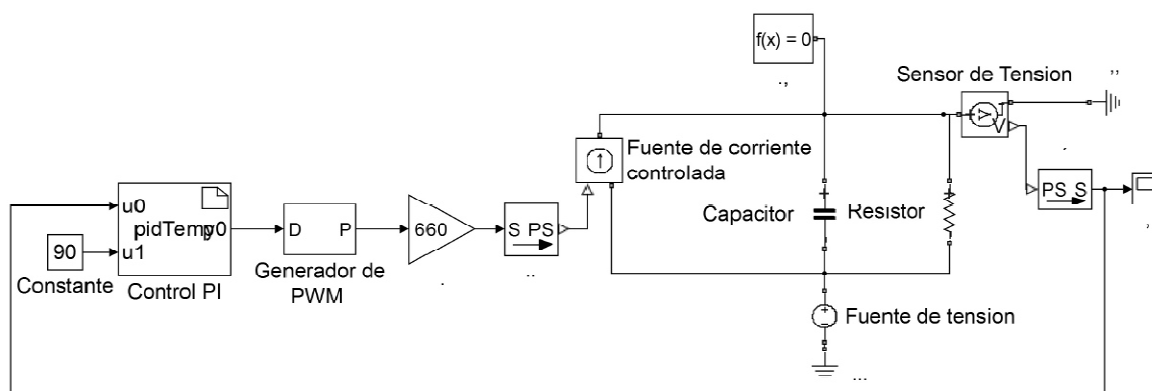 f(x) = 0
Sensor de Tension
Fuente de corriente
controlada
u0
pidTemp
y0
u1
90
Constante
Control PI
D
P
Generador de
PWM
660
S PS
Capacitor
Resistor
V
PS S
Fuente de tension